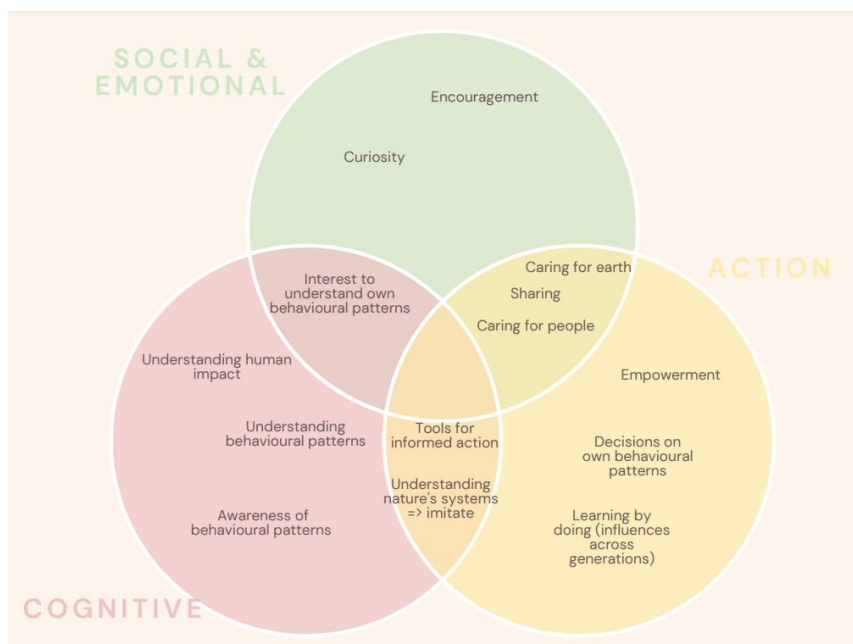 SOCIAL &
EMOTIONAL
Encouragement
Curiosity
Caring for earth
ACTION
Interest to
understand own
behavioural patterns
Sharing
Caring for people
Understanding human
impact
Empowerment
Understanding
behavioural patterns
Tools for
informed action
Decisions on
own behavioural
patterns
Understanding
nature's systems
=> imitate
Awareness of
behavioural patterns
Learning by
doing (influences
across
generations)
COGNITIVE